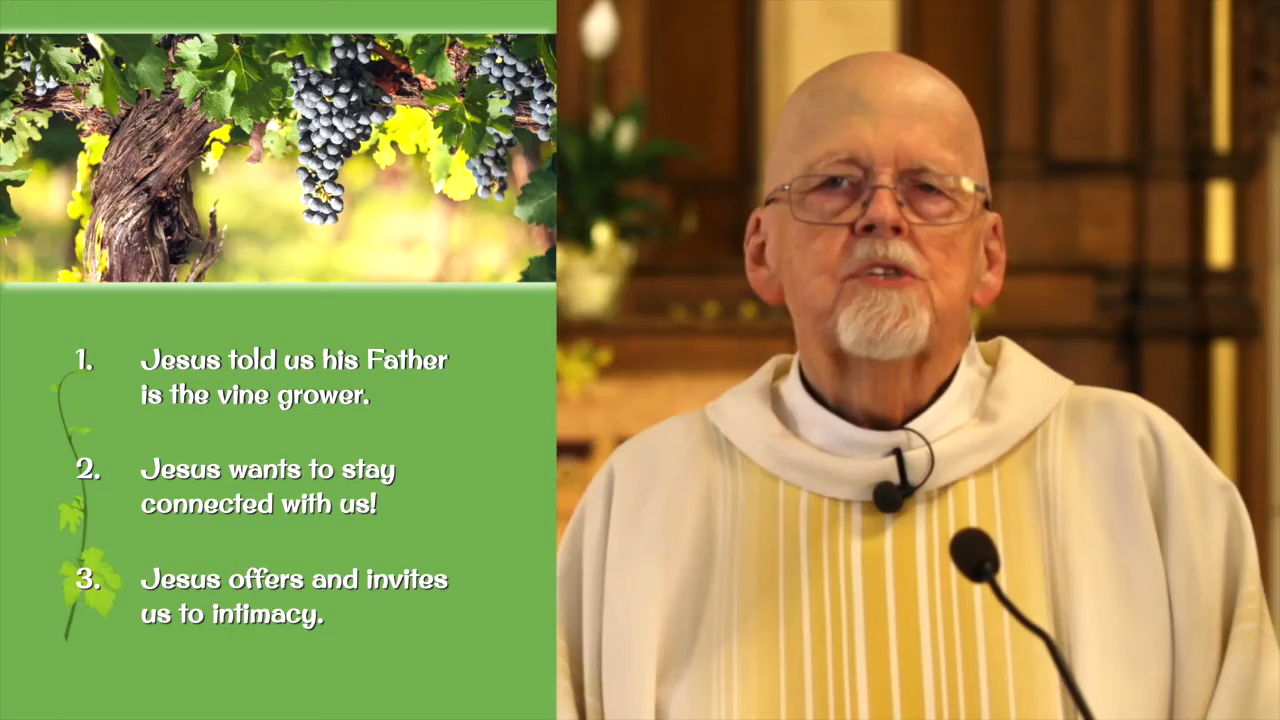 1. Jesus told us his Father
is the vine grower.
2. Jesus wants to stay
connected with us!
3. Jesus offers and invites
us to intimacy.